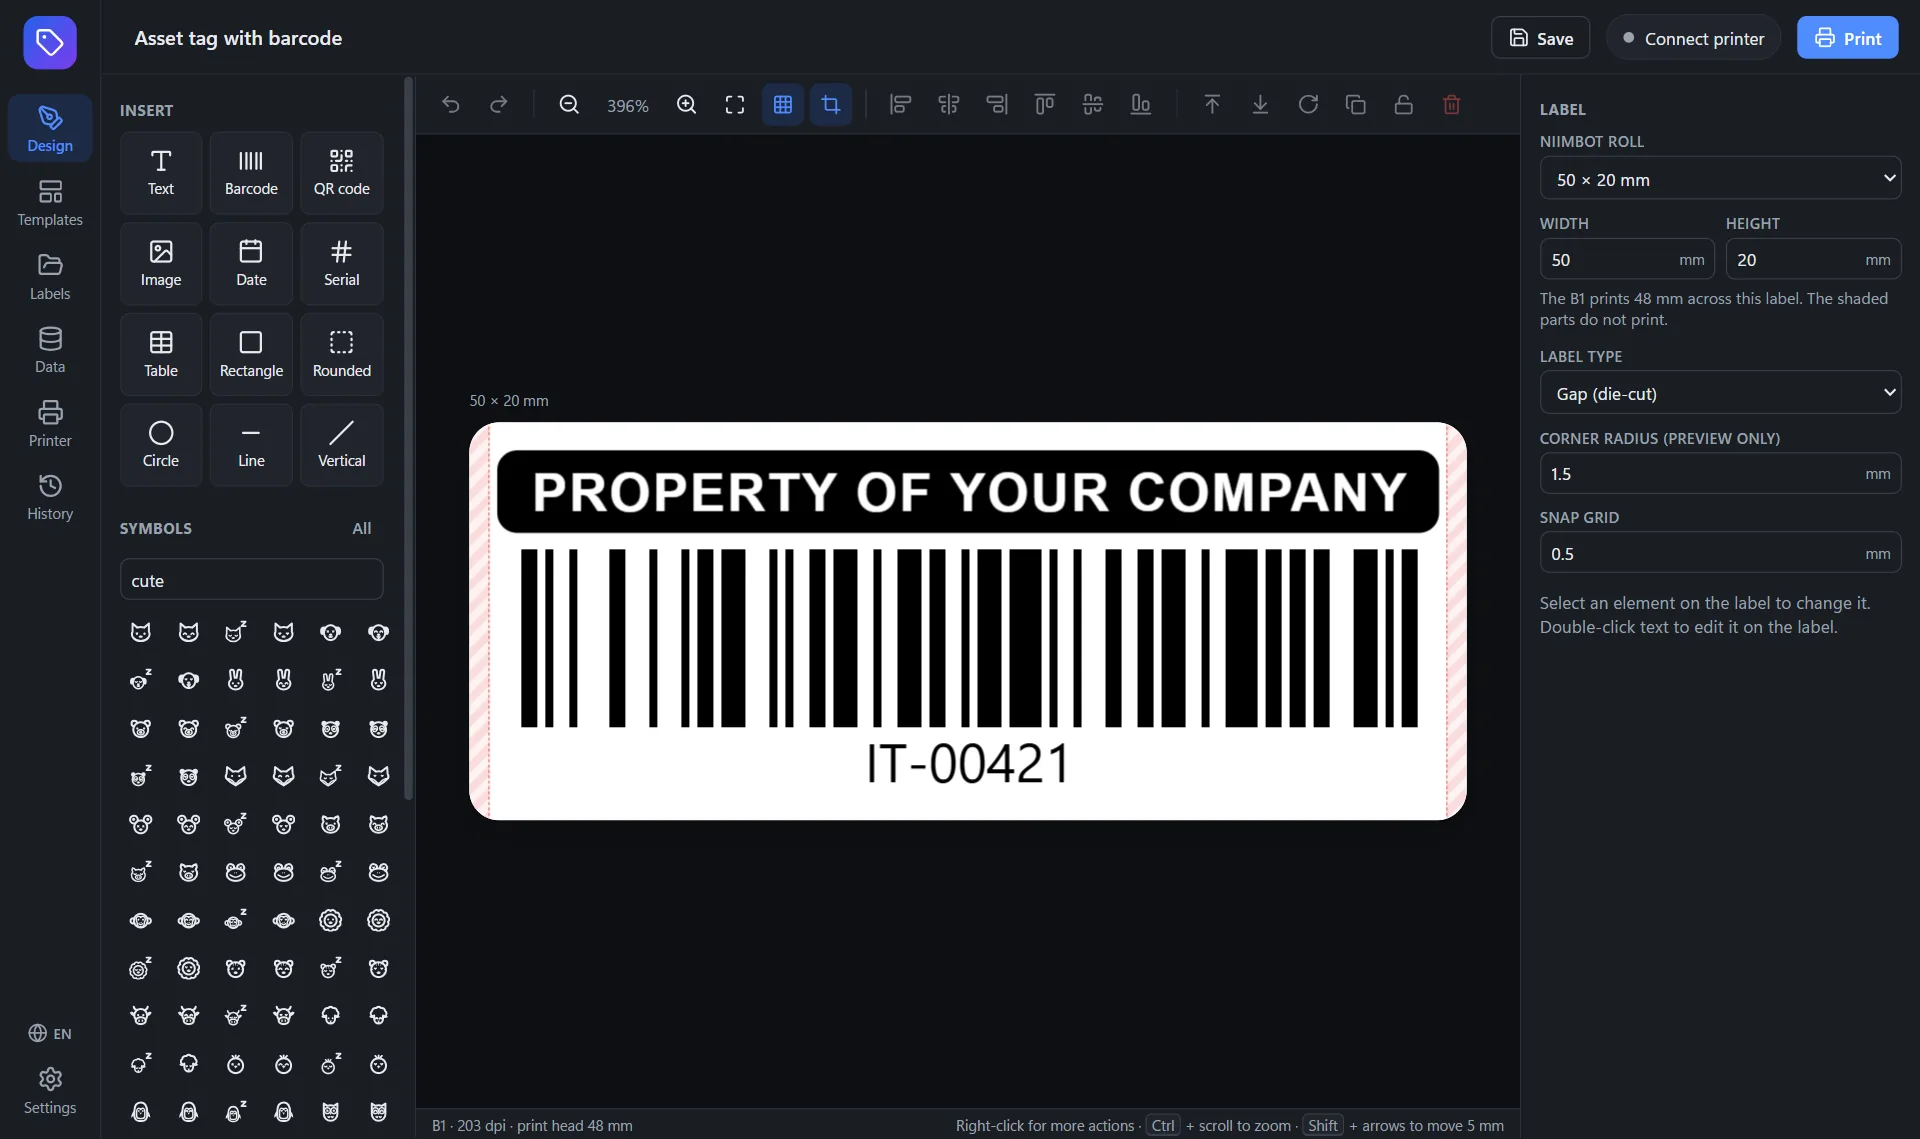 Asset tag with barcode
Save
Connect printer
Print
Design
Templates
Labels
Data
Printer
History
EN
Settings
INSERT
Text
Barcode
QR code
Image
Date
Serial
Table
Rectangle
Rounded
Circle
Line
Vertical
SYMBOLS
All
cute
396%
50 × 20 mm
PROPERTY OF YOUR COMPANY
IT-00421
B1 · 203 dpi · print head 48 mm
Right-click for more actions · Ctrl + scroll to zoom · Shift + arrows to move 5 mm
LABEL
NIIMBOT ROLL
50 × 20 mm
WIDTH
HEIGHT
50 mm
20 mm
The B1 prints 48 mm across this label. The shaded
parts do not print.
LABEL TYPE
Gap (die-cut)
CORNER RADIUS (PREVIEW ONLY)
1.5 mm
SNAP GRID
0.5 mm
Select an element on the label to change it.
Double-click text to edit it on the label.